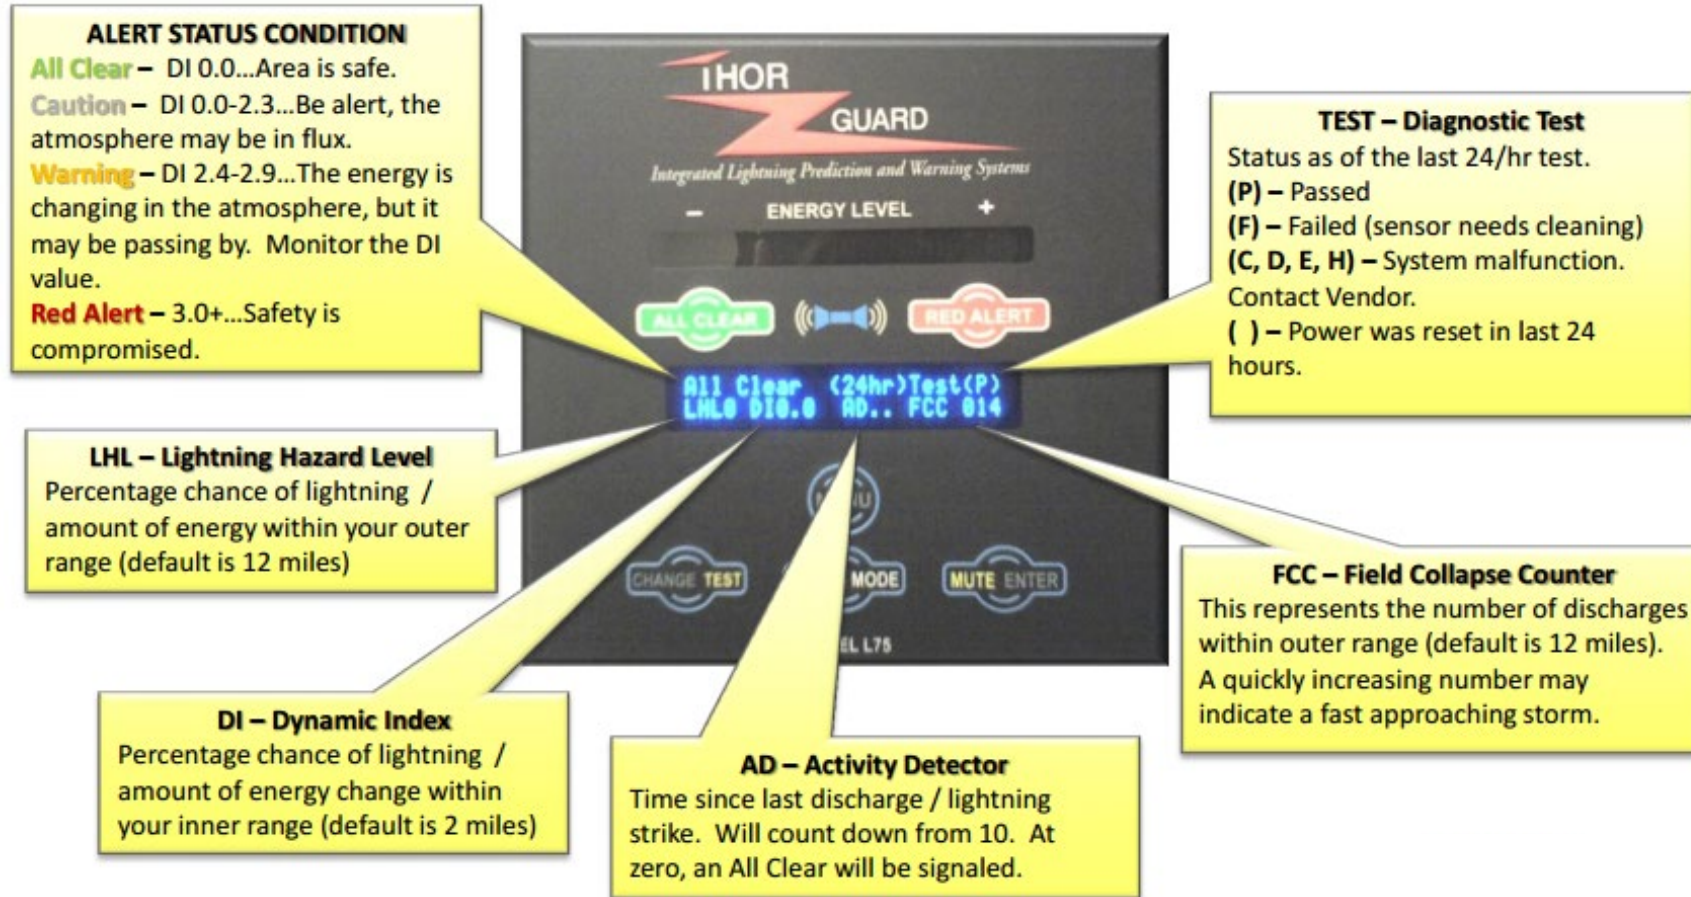 ALERT STATUS CONDITION
All Clear – DI 0.0...Area is safe.
Caution – DI 0.0-2.3...Be alert, the
atmosphere may be in flux.
Warning – DI 2.4-2.9...The energy is
changing in the atmosphere, but it
may be passing by. Monitor the DI
value.
Red Alert – 3.0+...Safety is
compromised.
THOR
GUARD
Integrated Lightning Prediction and Warning Systems
– ENERGY LEVEL +
ALL CLEAR
RED ALERT
All Clear (24hr)Test(P)
LHL0 DI0.0 AD.. FCC 014
CHANGE TEST
MODE
MUTE ENTER
L75
TEST – Diagnostic Test
Status as of the last 24/hr test.
(P) – Passed
(F) – Failed (sensor needs cleaning)
(C, D, E, H) – System malfunction.
Contact Vendor.
( ) – Power was reset in last 24
hours.
LHL – Lightning Hazard Level
Percentage chance of lightning /
amount of energy within your outer
range (default is 12 miles)
FCC – Field Collapse Counter
This represents the number of discharges
within outer range (default is 12 miles).
A quickly increasing number may
indicate a fast approaching storm.
DI – Dynamic Index
Percentage chance of lightning /
amount of energy change within
your inner range (default is 2 miles)
AD – Activity Detector
Time since last discharge / lightning
strike. Will count down from 10. At
zero, an All Clear will be signaled.